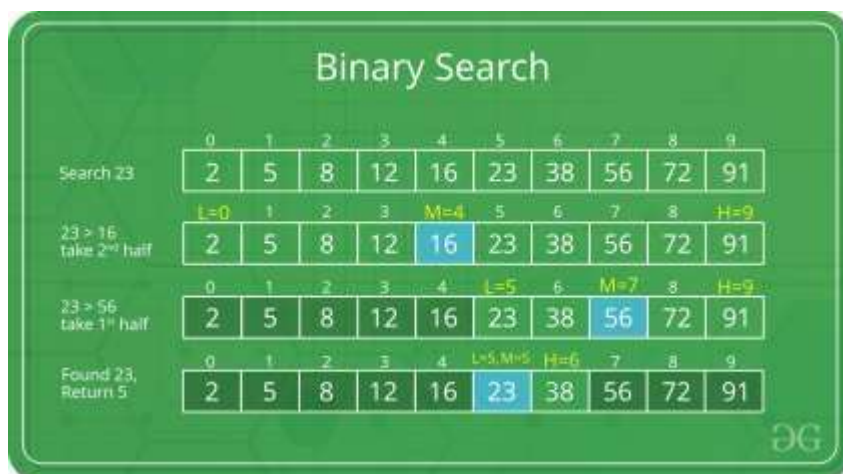 Binary Search
0 1 2 3 4 5 6 7 8 9
Search 23 2 5 8 12 16 23 38 56 72 91
L=0 1 2 3 M=4 5 6 7 8 H=9
23 > 16
take 2nd half
2 5 8 12 16 23 38 56 72 91
0 1 2 3 4 L=5 6 M=7 8 H=9
23 > 56
take 1st half
2 5 8 12 16 23 38 56 72 91
0 1 2 3 4 L=5, M=5 H=6 7 8 9
Found 23,
Return 5
2 5 8 12 16 23 38 56 72 91
GG